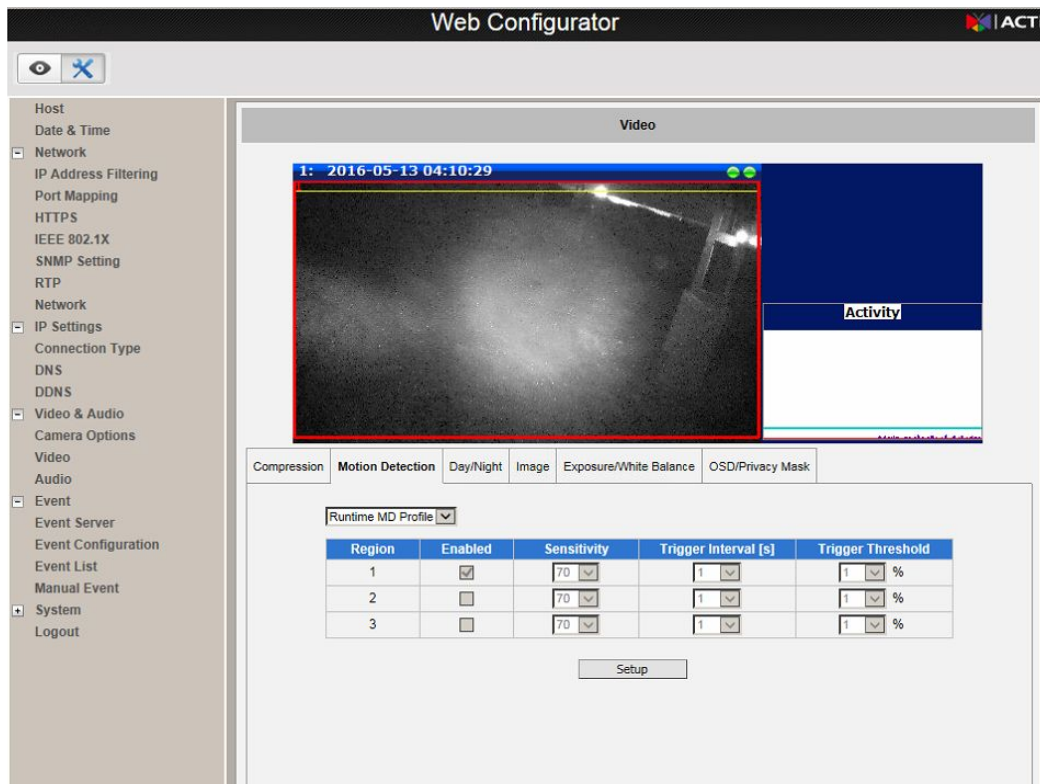 Web Configurator
ACT
Host
Date & Time
Network
IP Address Filtering
Port Mapping
HTTPS
IEEE 802.1X
SNMP Setting
RTP
Network
IP Settings
Connection Type
DNS
DDNS
Video & Audio
Camera Options
Video
Audio
Event
Event Server
Event Configuration
Event List
Manual Event
System
Logout
Video
1: 2016-05-13 04:10:29
Activity
Compression Motion Detection Day/Night Image Exposure/White Balance OSD/Privacy Mask
Runtime MD Profile
Region Enabled Sensitivity Trigger Interval [s] Trigger Threshold
1 70 1 1 %
2 70 1 1 %
3 70 1 1 %
Setup